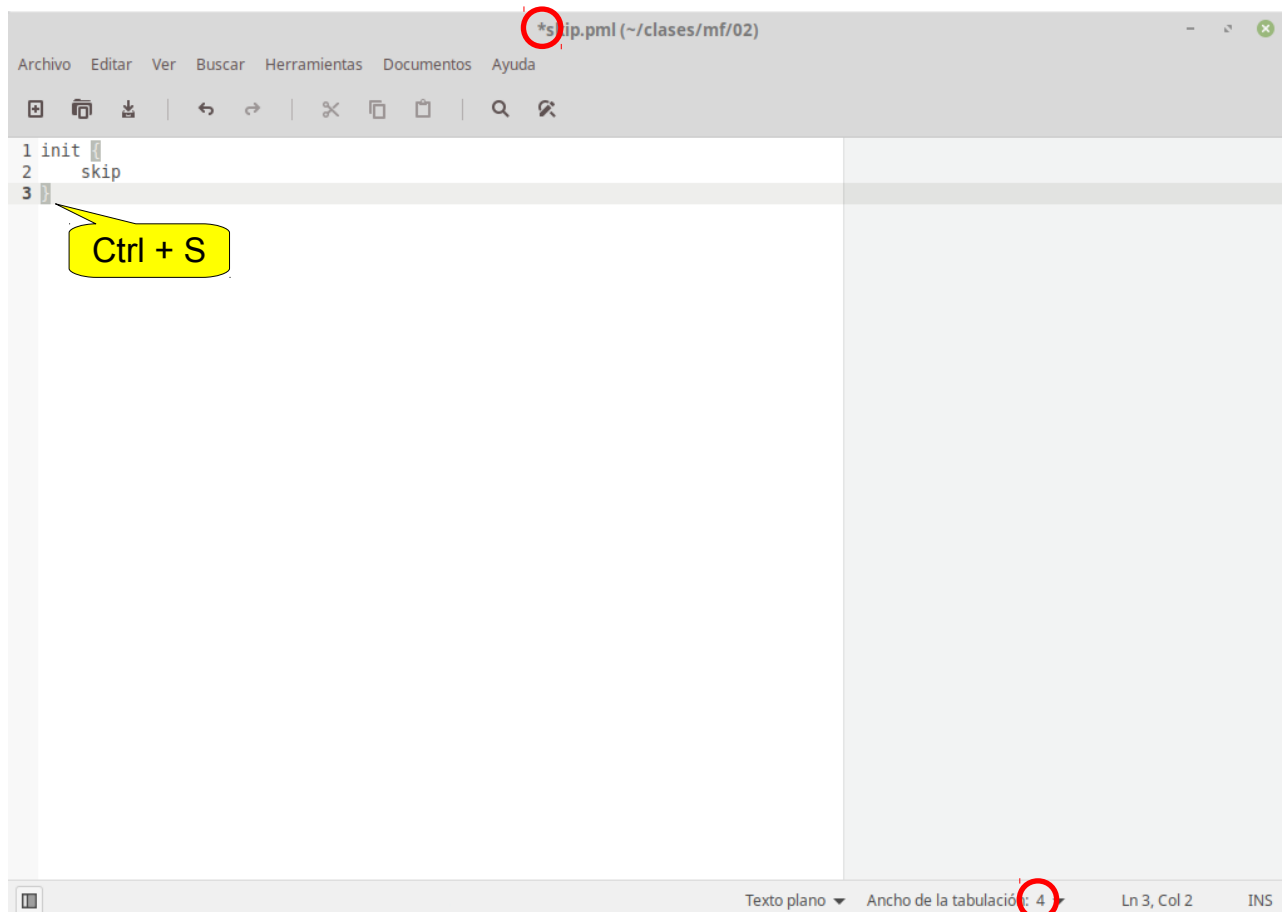 *skip.pml (~/clases/mf/02)
Archivo Editar Ver Buscar Herramientas Documentos Ayuda
1 init {
2     skip
3 }
Ctrl + S
Texto plano Ancho de la tabulación: 4 Ln 3, Col 2 INS